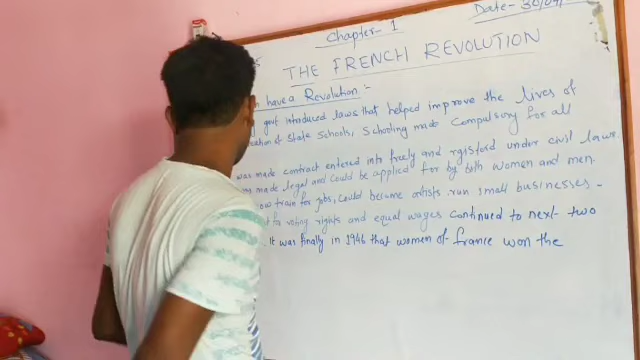 Chapter- 1
Date- 30/04/
THE FRENCH REVOLUTION
have a Revolution :-
govt introduced laws that helped improve the lives of
of State Schools, Schooling made Compulsory for all
was made contract entered into freely and rgisford under civil laws.
made legal and could be applied for by both women and men.
train for jobs, could become artists run small businesses -
voting rights and equal wages Continued to next two
It was finally in 1946 that women of france won the